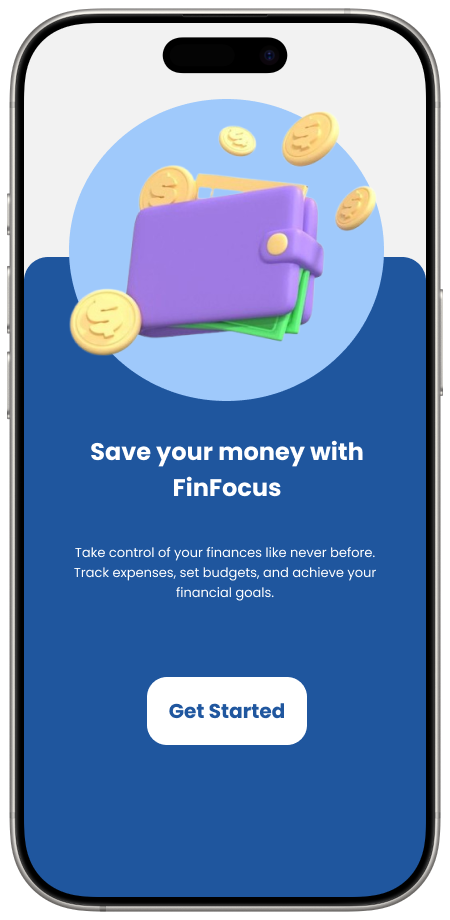 Save your money with
FinFocus
Take control of your finances like never before.
Track expenses, set budgets, and achieve your
financial goals.
Get Started